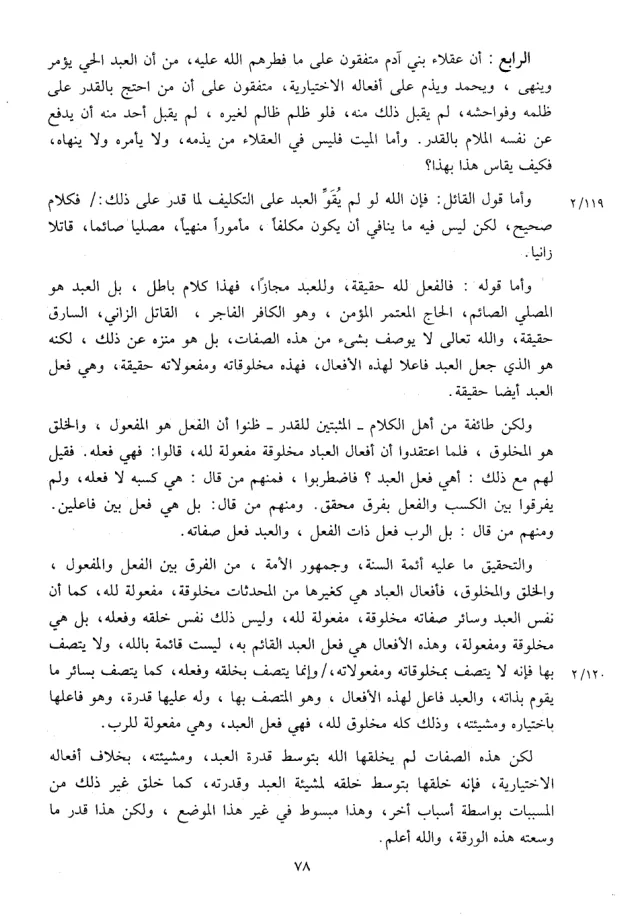 الرابع : أن عقلاء بني آدم متفقون على ما فطرهم الله عليه، من أن العبد الحي يؤمر
وينهى ، ويحمد ويذم على أفعاله الاختيارية، متفقون على أن من احتج بالقدر على
ظلمه وفواحشه، لم يقبل ذلك منه، فلو ظلم ظالم لغيره ، لم يقبل أحد منه أن يدفع
عن نفسه الملام بالقدر. وأما الميت فليس في العقلاء من يذمه، ولا يأمره ولا ينهاه،
فكيف يقاس هذا بهذا؟
٢/١١٩ وأما قول القائل: فإن الله لو لم يُقَوِّ العبد على التكليف لما قدر على ذلك:/ فكلام
صحيح، لكن ليس فيه ما ينافي أن يكون مكلفاً ، مأموراً منهياً، مصليا صائما، قاتلا
زانيا.
وأما قوله : فالفعل لله حقيقة، وللعبد مجازًا، فهذا كلام باطل ، بل العبد هو
المصلي الصائم، الحاج المعتمر المؤمن ، وهو الكافر الفاجر ، القاتل الزاني، السارق
حقيقة، والله تعالى لا يوصف بشىء من هذه الصفات، بل هو منزه عن ذلك ، لكنه
هو الذي جعل العبد فاعلا لهذه الأفعال، فهذه مخلوقاته ومفعولاته حقيقة، وهي فعل
العبد أيضا حقيقة.
ولكن طائفة من أهل الكلام ــ المثبتين للقدر ــ ظنوا أن الفعل هو المفعول ، والخلق
هو المخلوق ، فلما اعتقدوا أن أفعال العباد مخلوقة مفعولة لله، قالوا: فهي فعله. فقيل
لهم مع ذلك : أهي فعل العبد ؟ فاضطربوا ، فمنهم من قال : هي كسبه لا فعله، ولم
يفرقوا بين الكسب والفعل بفرق محقق. ومنهم من قال: بل هي فعل بين فاعلين.
ومنهم من قال : بل الرب فعل ذات الفعل ، والعبد فعل صفاته.
والتحقيق ما عليه أئمة السنة، وجمهور الأمة ، من الفرق بين الفعل والمفعول ،
والخلق والمخلوق، فأفعال العباد هي كغيرها من المحدثات مخلوقة، مفعولة لله، كما أن
نفس العبد وسائر صفاته مخلوقة، مفعولة لله، وليس ذلك نفس خلقه وفعله، بل هي
مخلوقة ومفعولة، وهذه الأفعال هي فعل العبد القائم به، ليست قائمة بالله، ولا يتصف
٢/١٢٠ بها فإنه لا يتصف بمخلوقاته ومفعولاته،/وإنما يتصف بخلقه وفعله، كما يتصف بسائر ما
يقوم بذاته، والعبد فاعل لهذه الأفعال ، وهو المتصف بها ، وله عليها قدرة، وهو فاعلها
باختياره ومشيئته، وذلك كله مخلوق لله، فهي فعل العبد، وهي مفعولة للرب.
لكن هذه الصفات لم يخلقها الله بتوسط قدرة العبد، ومشيئته، بخلاف أفعاله
الاختيارية، فإنه خلقها بتوسط خلقه لمشيئة العبد وقدرته، كما خلق غير ذلك من
المسببات بواسطة أسباب أخر، وهذا مبسوط في غير هذا الموضع ، ولكن هذا قدر ما
وسعته هذه الورقة، والله أعلم.
٧٨